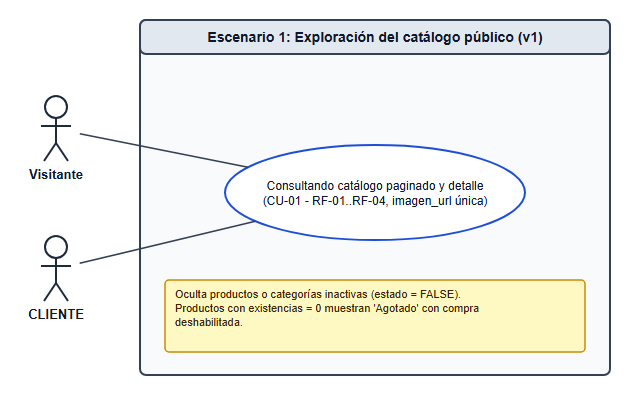 Escenario 1: Exploración del catálogo público (v1)
Visitante
Consultando catálogo paginado y detalle
(CU-01 - RF-01..RF-04, imagen_url única)
CLIENTE
Oculta productos o categorías inactivas (estado = FALSE).
Productos con existencias = 0 muestran 'Agotado' con compra
deshabilitada.